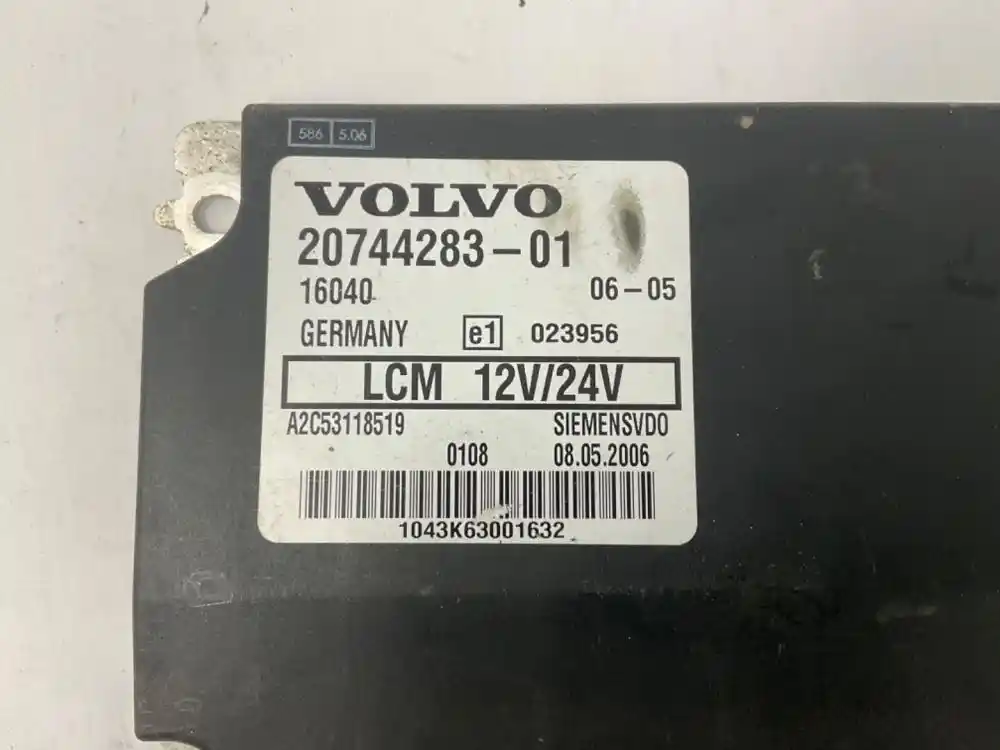 586 5.06
VOLVO
20744283-01
16040 06-05
GERMANY e1 023956
LCM 12V/24V
A2C53118519 SIEMENSVDO
0108 08.05.2006
1043K63001632